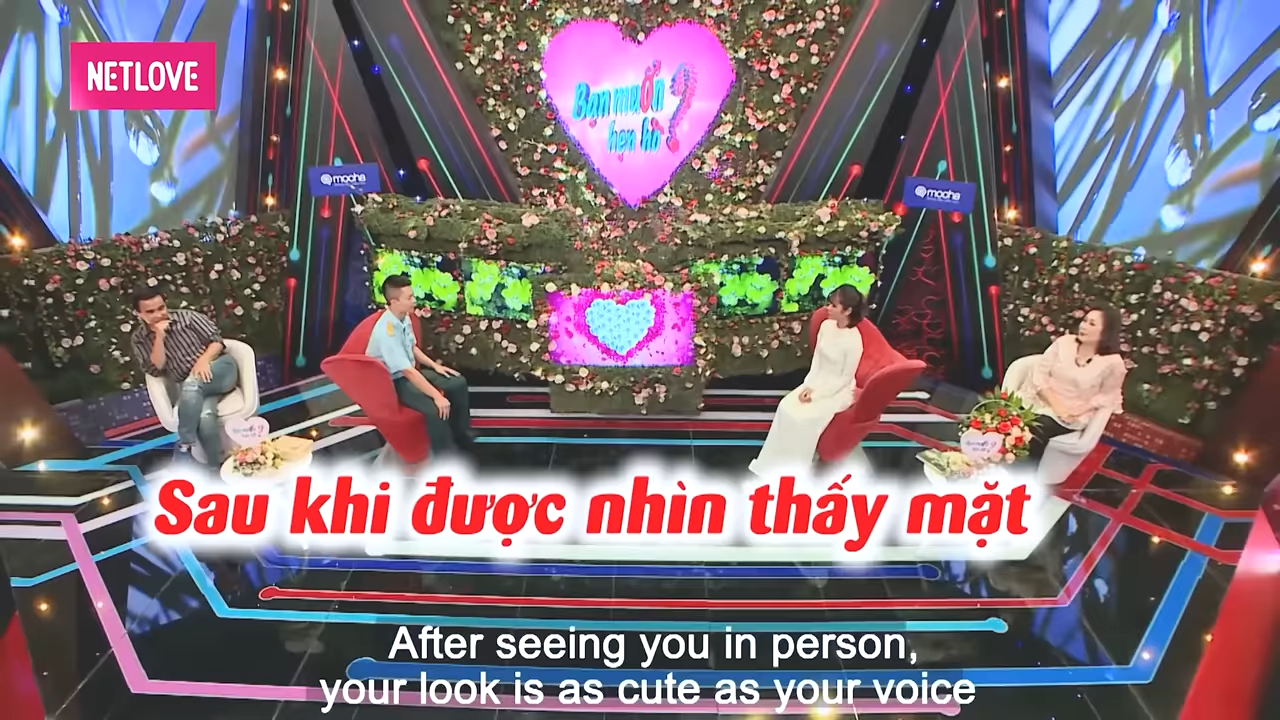 NETLOVE
Bạn muốn
hẹn hò ?
mocha
mocha
Sau khi được nhìn thấy mặt
After seeing you in person,
your look is as cute as your voice